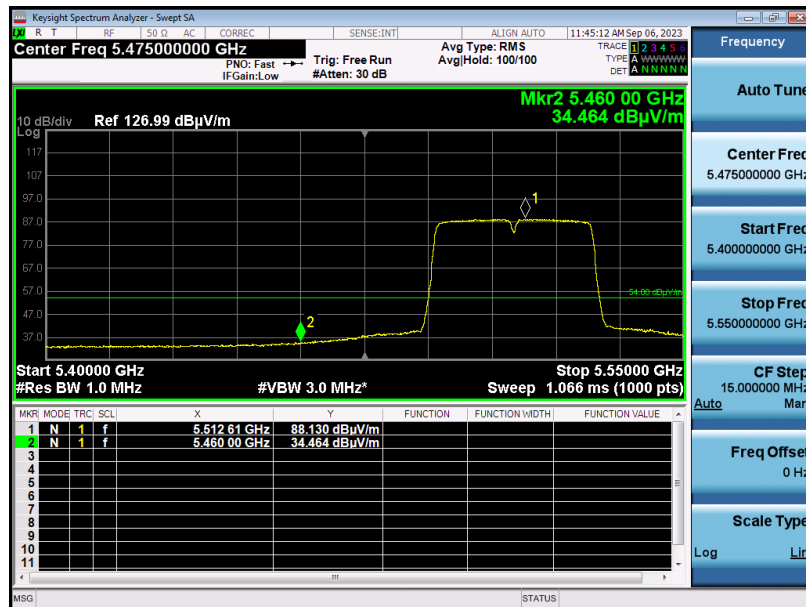 Keysight Spectrum Analyzer - Swept SA
LXI R T RF 50 Ω AC CORREC SENSE:INT ALIGN AUTO 11:45:12 AM Sep 06, 2023
Center Freq 5.475000000 GHz
PNO: Fast
IFGain:Low
Trig: Free Run
#Atten: 30 dB
Avg Type: RMS
Avg|Hold: 100/100
TRACE 1 2 3 4 5 6
TYPE A WWWWW
DET A N N N N N
Mkr2 5.460 00 GHz
34.464 dBµV/m
10 dB/div Ref 126.99 dBµV/m
Log
117
107
97.0
87.0
77.0
67.0
57.0
47.0
37.0
1
2
54.00 dBµV/m
Start 5.40000 GHz Stop 5.55000 GHz
#Res BW 1.0 MHz #VBW 3.0 MHz* Sweep 1.066 ms (1000 pts)
MKR MODE TRC SCL X Y FUNCTION FUNCTION WIDTH FUNCTION VALUE
1 N 1 f 5.512 61 GHz 88.130 dBµV/m
2 N 1 f 5.460 00 GHz 34.464 dBµV/m
3
4
5
6
7
8
9
10
11
MSG STATUS
Frequency
Auto Tune
Center Freq
5.475000000 GHz
Start Freq
5.400000000 GHz
Stop Freq
5.550000000 GHz
CF Step
15.000000 MHz
Auto Man
Freq Offset
0 Hz
Scale Type
Log Lin